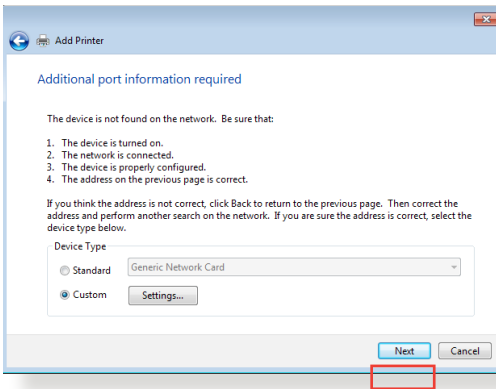 Add Printer
Additional port information required
The device is not found on the network.  Be sure that:
1.  The device is turned on.
2.  The network is connected.
3.  The device is properly configured.
4.  The address on the previous page is correct.
If you think the address is not correct, click Back to return to the previous page.  Then correct the
address and perform another search on the network.  If you are sure the address is correct, select the
device type below.
Device Type
Standard Generic Network Card
Custom Settings...
Next Cancel